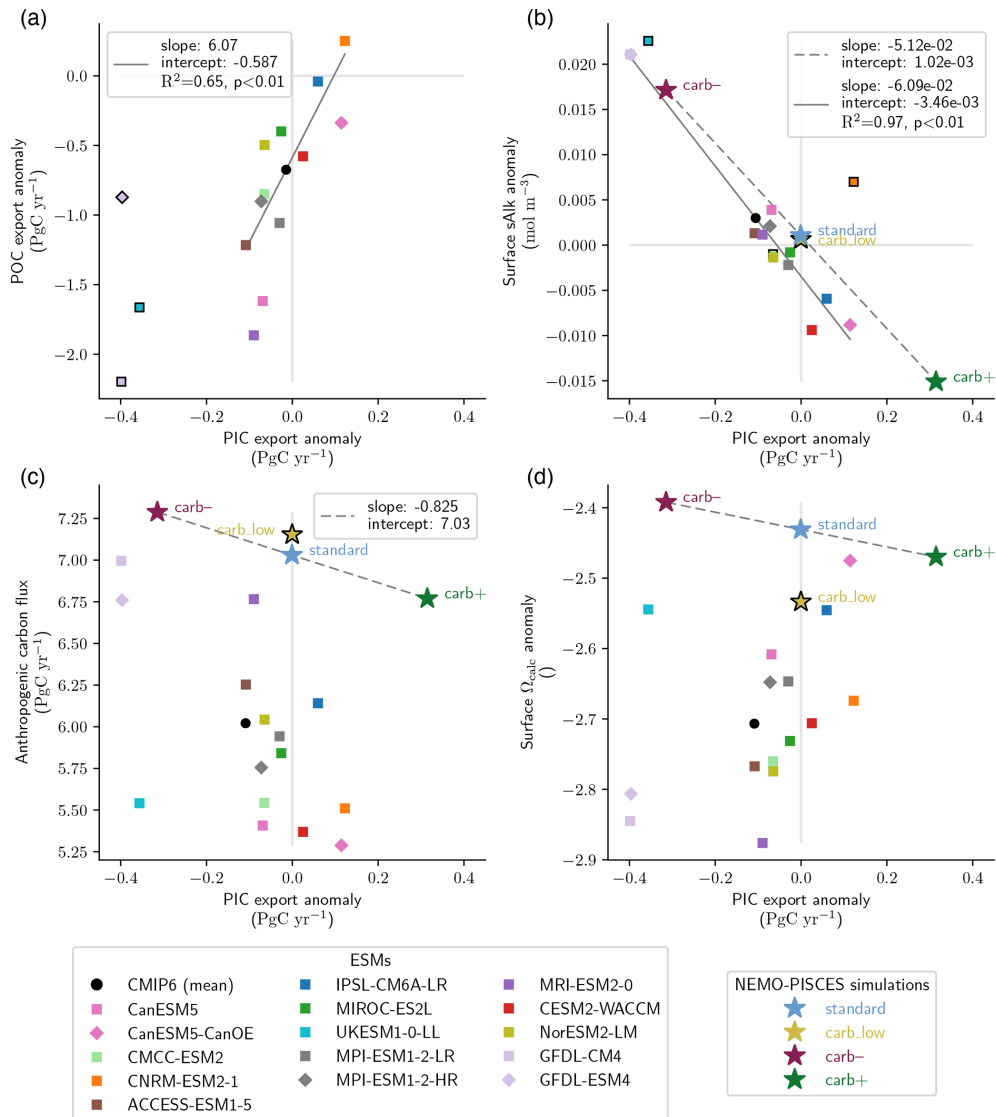 (a)
slope: 6.07
intercept: -0.587
R²=0.65, p<0.01
0.0
−0.5
−1.0
−1.5
−2.0
POC export anomaly
(PgC yr⁻¹)
−0.4
−0.2
0.0
0.2
0.4
PIC export anomaly
(PgC yr⁻¹)
(b)
slope: -5.12e-02
intercept: 1.02e-03
slope: -6.09e-02
intercept: -3.46e-03
R²=0.97, p<0.01
carb−
standard
carb_low
carb+
0.020
0.015
0.010
0.005
0.000
−0.005
−0.010
−0.015
Surface sAlk anomaly
(mol m⁻³)
−0.4
−0.2
0.0
0.2
0.4
PIC export anomaly
(PgC yr⁻¹)
(c)
slope: -0.825
intercept: 7.03
carb−
carb_low
standard
carb+
7.25
7.00
6.75
6.50
6.25
6.00
5.75
5.50
5.25
Anthropogenic carbon flux
(PgC yr⁻¹)
−0.4
−0.2
0.0
0.2
0.4
PIC export anomaly
(PgC yr⁻¹)
(d)
carb−
standard
carb+
carb_low
−2.4
−2.5
−2.6
−2.7
−2.8
−2.9
Surface Ωcalc anomaly
()
−0.4
−0.2
0.0
0.2
0.4
PIC export anomaly
(PgC yr⁻¹)
ESMs
CMIP6 (mean)
CanESM5
CanESM5-CanOE
CMCC-ESM2
CNRM-ESM2-1
ACCESS-ESM1-5
IPSL-CM6A-LR
MIROC-ES2L
UKESM1-0-LL
MPI-ESM1-2-LR
MPI-ESM1-2-HR
MRI-ESM2-0
CESM2-WACCM
NorESM2-LM
GFDL-CM4
GFDL-ESM4
NEMO-PISCES simulations
standard
carb_low
carb−
carb+